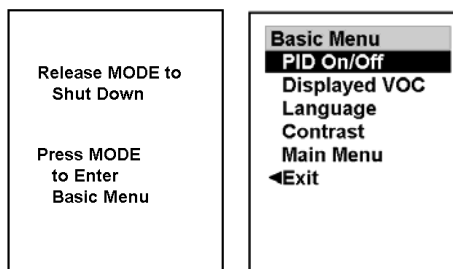 Release MODE to
Shut Down
Press MODE
to Enter
Basic Menu
Basic Menu
PID On/Off
Displayed VOC
Language
Contrast
Main Menu
◄Exit